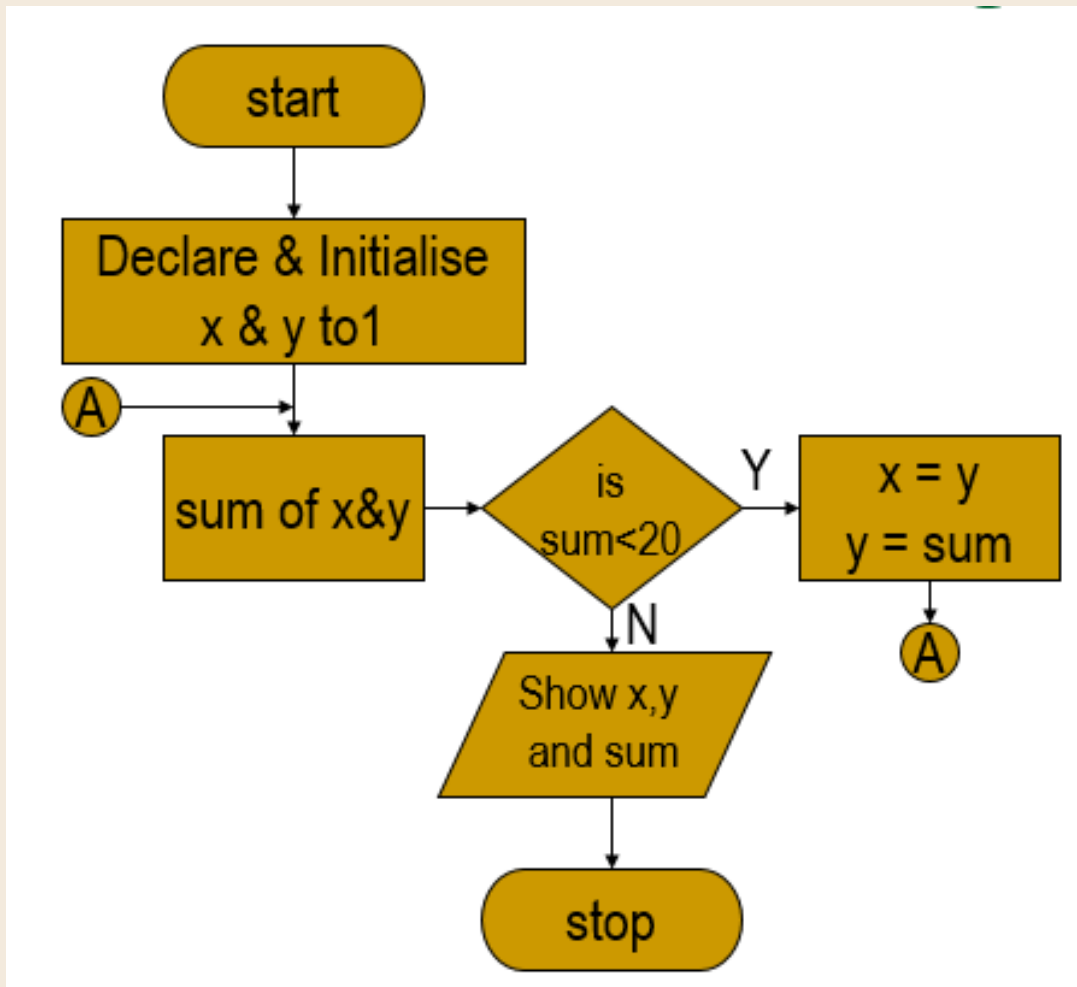 start
Declare & Initialise
x & y to1
A
sum of x&y
is
sum<20
Y
x = y
y = sum
A
N
Show x,y
and sum
stop